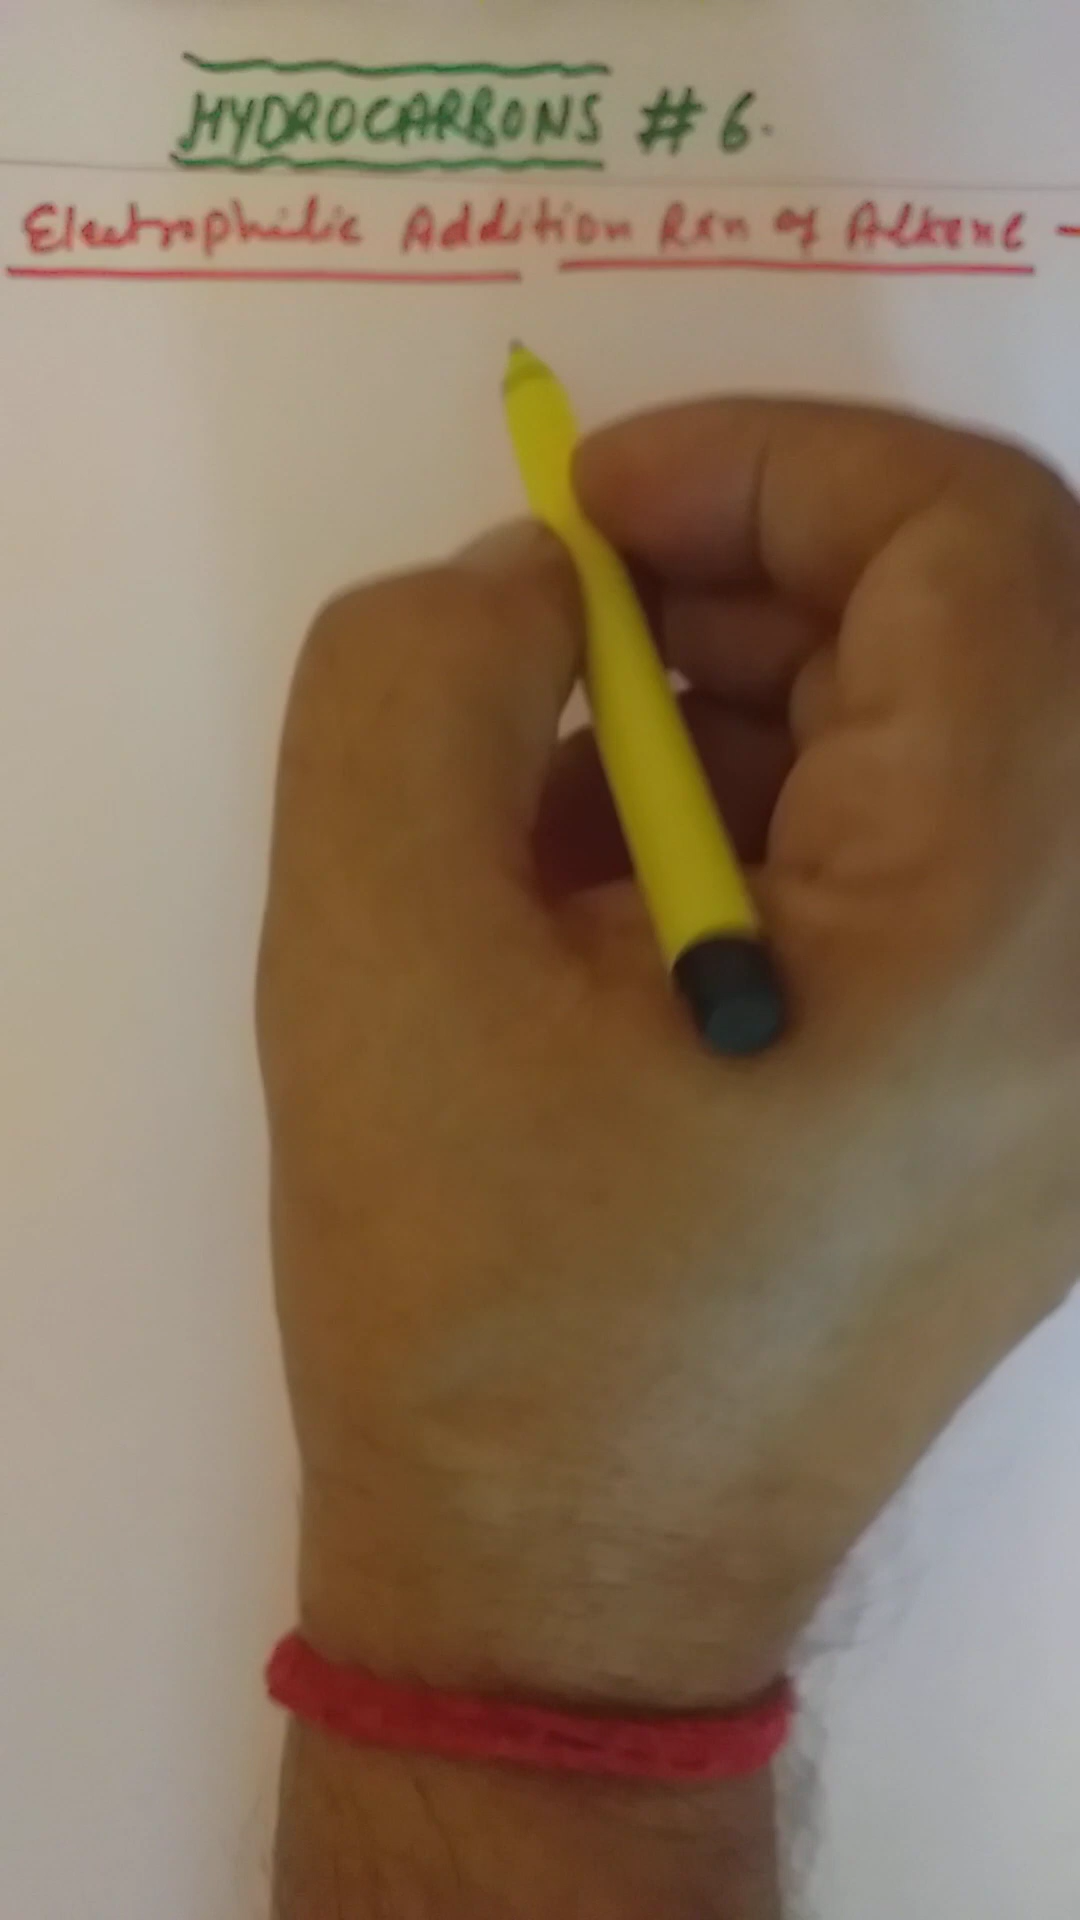 HYDROCARBONS # 6.
Electrophilic Addition Rxn of Alkene -